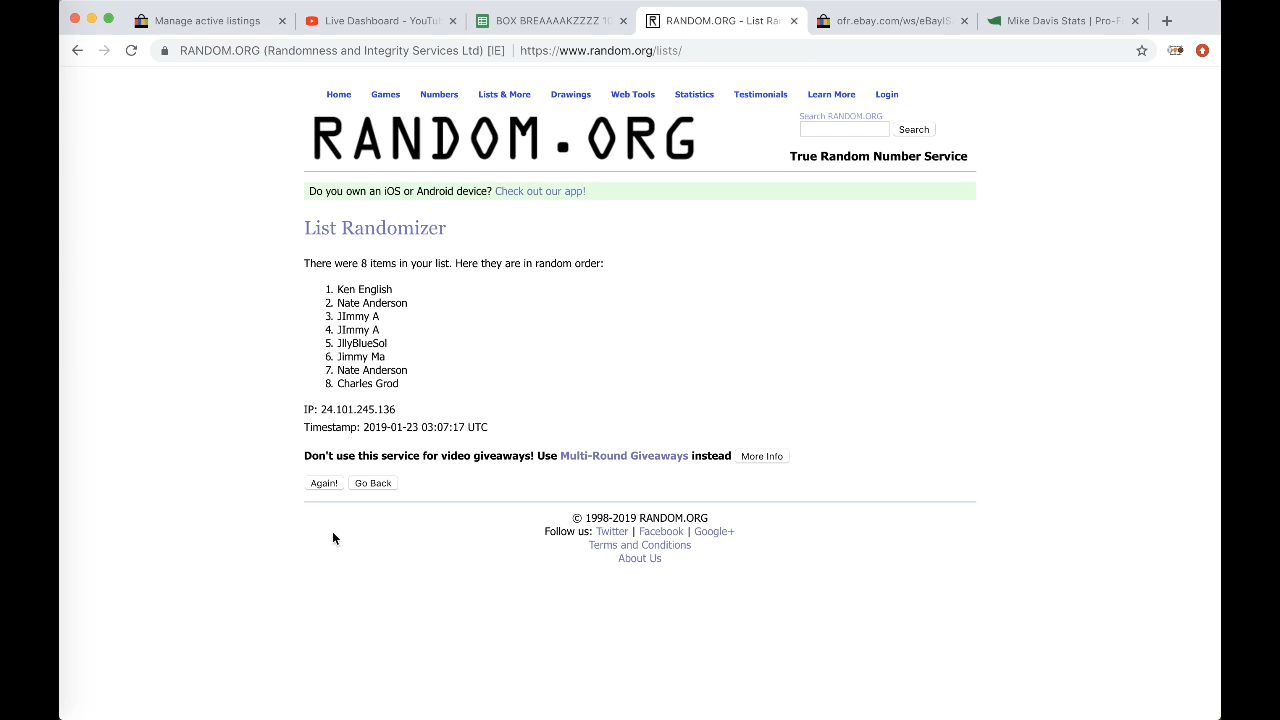 Manage active listings
Live Dashboard - YouTu
BOX BREAAAAKZZZZ 10
RANDOM.ORG - List Ra
ofr.ebay.com/ws/eBayIS
Mike Davis Stats | Pro-F
RANDOM.ORG (Randomness and Integrity Services Ltd) [IE] | https://www.random.org/lists/
Home Games Numbers Lists & More Drawings Web Tools Statistics Testimonials Learn More Login
RANDOM.ORG
Search RANDOM.ORG
Search
True Random Number Service
Do you own an iOS or Android device? Check out our app!
List Randomizer
There were 8 items in your list. Here they are in random order:
1. Ken English
2. Nate Anderson
3. JImmy A
4. JImmy A
5. JllyBlueSol
6. Jimmy Ma
7. Nate Anderson
8. Charles Grod
IP: 24.101.245.136
Timestamp: 2019-01-23 03:07:17 UTC
Don't use this service for video giveaways! Use Multi-Round Giveaways instead More Info
Again! Go Back
© 1998-2019 RANDOM.ORG
Follow us: Twitter | Facebook | Google+
Terms and Conditions
About Us